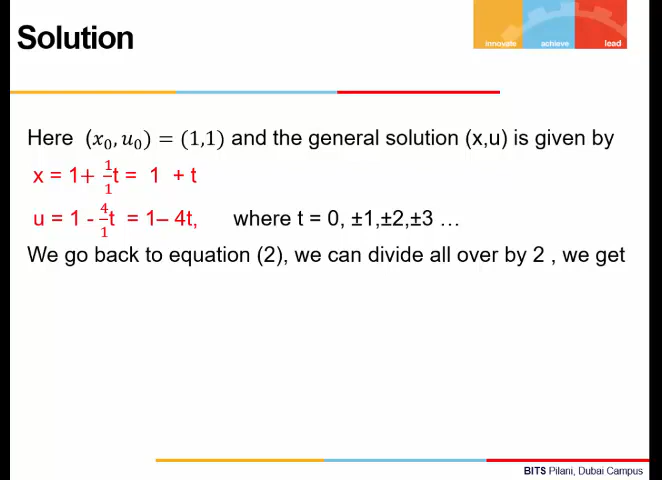 Solution
innovate achieve lead
Here (x₀, u₀) = (1,1) and the general solution (x,u) is given by
x = 1+ 1/1 t = 1 + t
u = 1 - 4/1 t = 1– 4t, where t = 0, ±1,±2,±3 …
We go back to equation (2), we can divide all over by 2 , we get
BITS Pilani, Dubai Campus